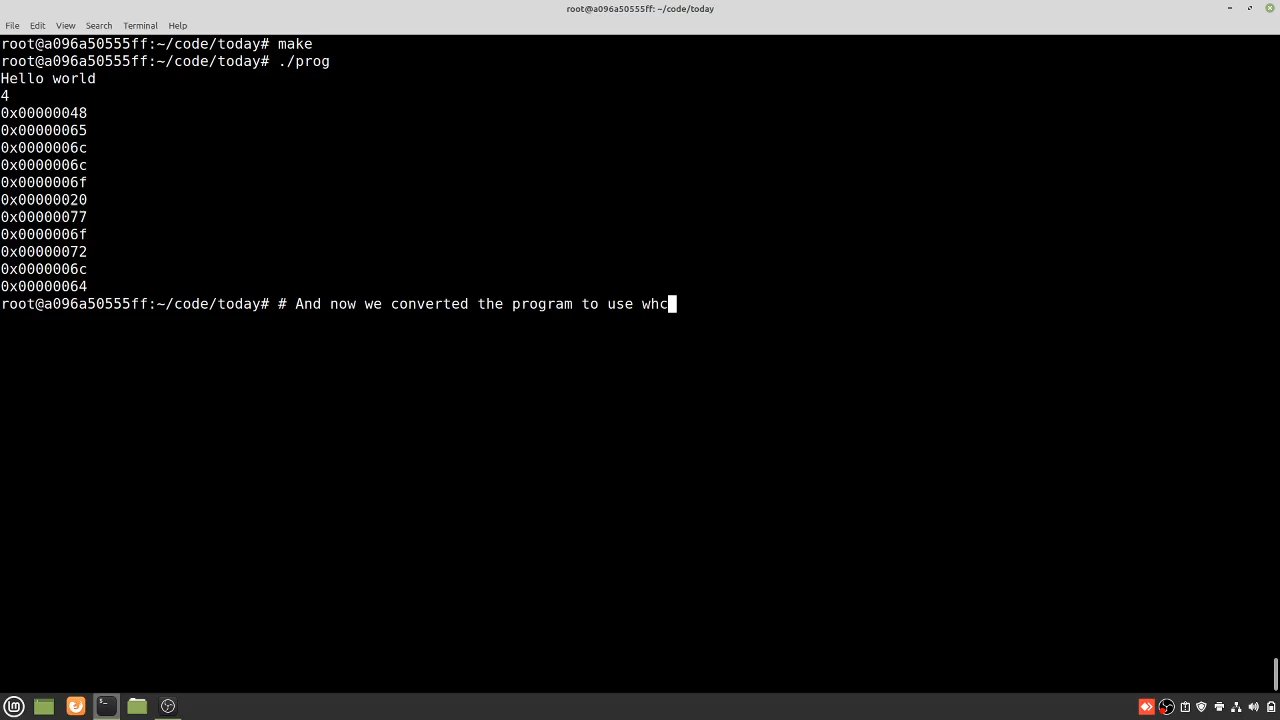 root@a096a50555ff: ~/code/today
File Edit View Search Terminal Help
root@a096a50555ff:~/code/today# make
root@a096a50555ff:~/code/today# ./prog
Hello world
4
0x00000048
0x00000065
0x0000006c
0x0000006c
0x0000006f
0x00000020
0x00000077
0x0000006f
0x00000072
0x0000006c
0x00000064
root@a096a50555ff:~/code/today# # And now we converted the program to use whc